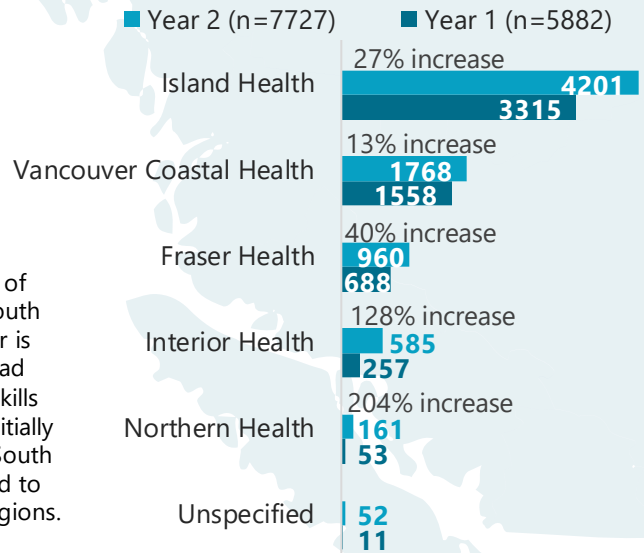 Year 2 (n=7727) Year 1 (n=5882)
27% increase
Island Health 4201
3315
13% increase
Vancouver Coastal Health 1768
1558
40% increase
Fraser Health 960
688
128% increase
Interior Health 585
257
204% increase
Northern Health 161
53
Unspecified 52
11
of
outh
r is
ad
kills
itially
South
d to
gions.